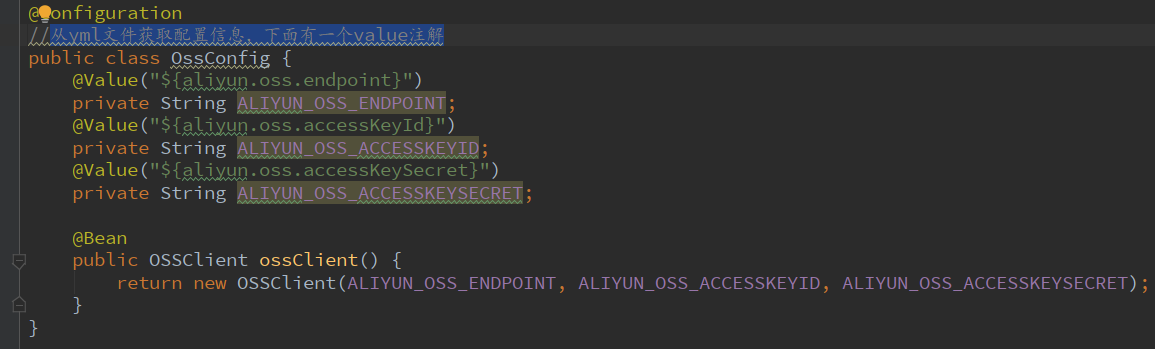 @Configuration
//从yml文件获取配置信息，下面有一个value注解
public class OssConfig {
@Value("${aliyun.oss.endpoint}")
private String ALIYUN_OSS_ENDPOINT;
@Value("${aliyun.oss.accessKeyId}")
private String ALIYUN_OSS_ACCESSKEYID;
@Value("${aliyun.oss.accessKeySecret}")
private String ALIYUN_OSS_ACCESSKEYSECRET;
@Bean
public OSSClient ossClient() {
return new OSSClient(ALIYUN_OSS_ENDPOINT, ALIYUN_OSS_ACCESSKEYID, ALIYUN_OSS_ACCESSKEYSECRET);
}
}